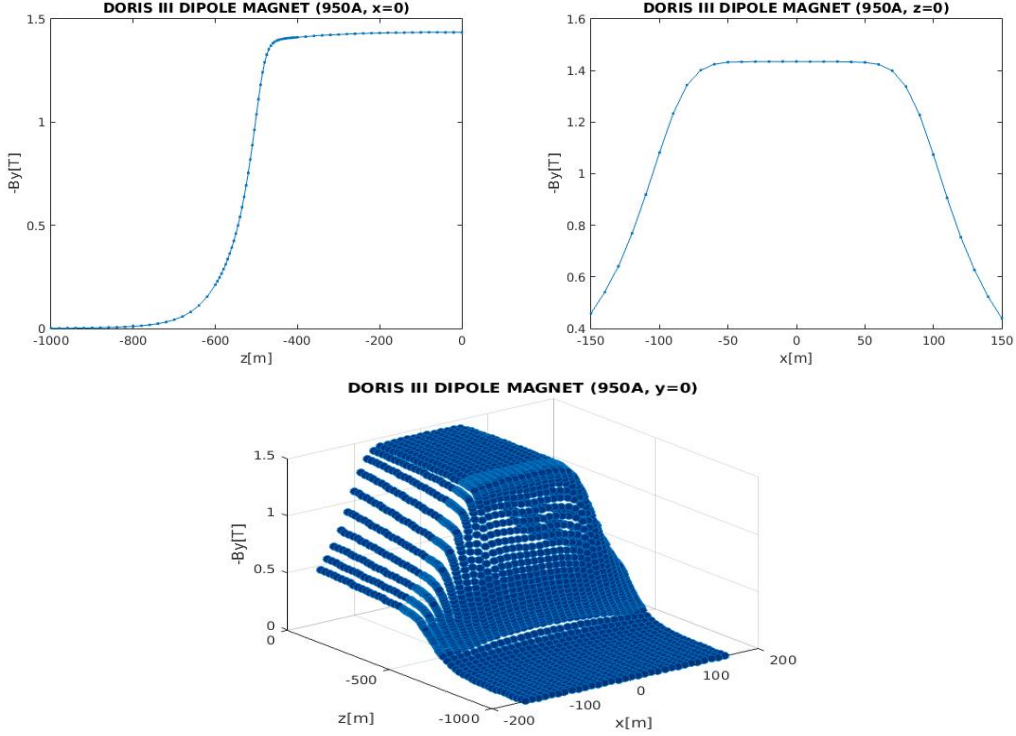 DORIS III DIPOLE MAGNET (950A, x=0)
1.5
1
0.5
0
-By[T]
-1000 -800 -600 -400 -200 0
z[m]
DORIS III DIPOLE MAGNET (950A, z=0)
1.6
1.4
1.2
1
0.8
0.6
0.4
-By[T]
-150 -100 -50 0 50 100 150
x[m]
DORIS III DIPOLE MAGNET (950A, y=0)
1.5
1
0.5
0
-By[T]
0
-500
-1000
z[m]
-200
-100
0
100
200
x[m]